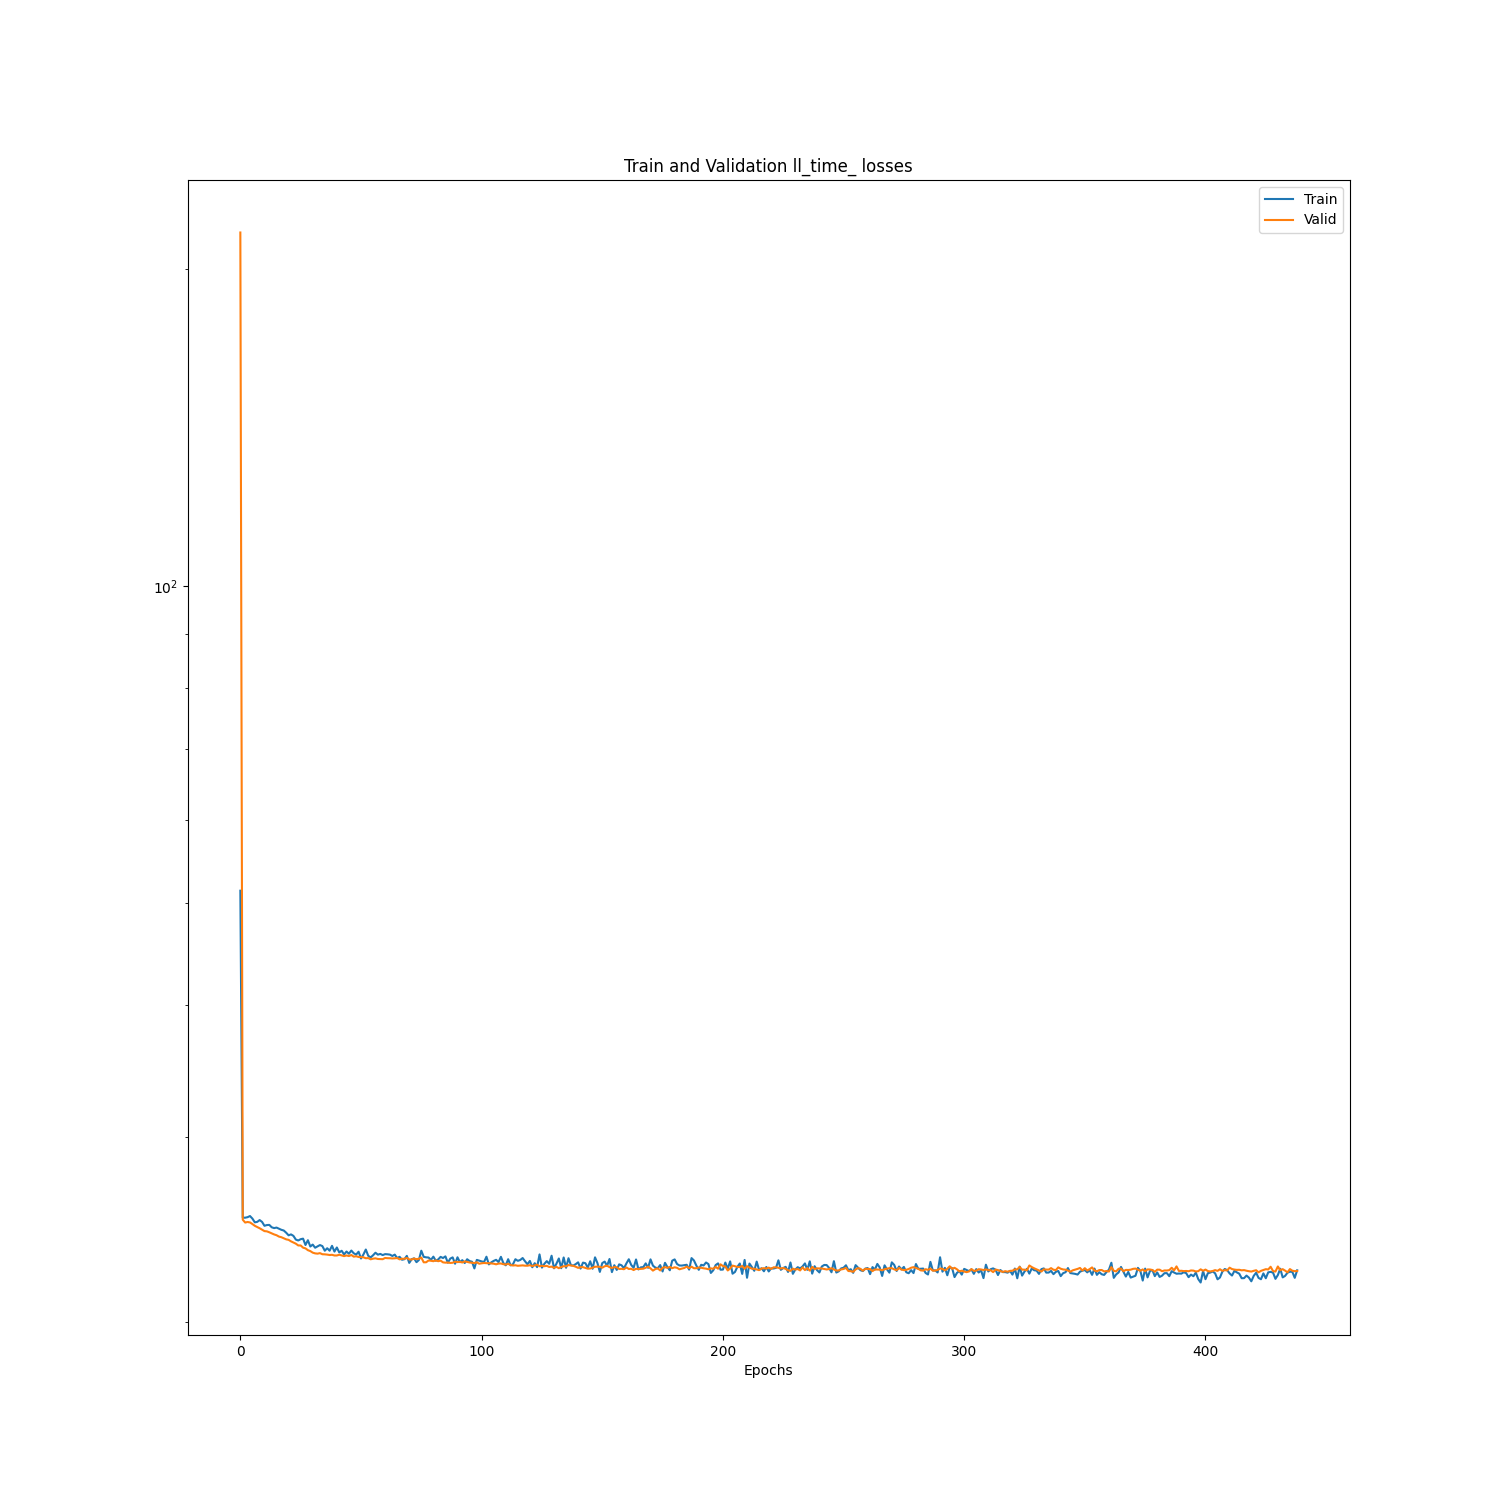 Train and Validation ll_time_ losses
Train
Valid
10²
0 100 200 300 400
Epochs